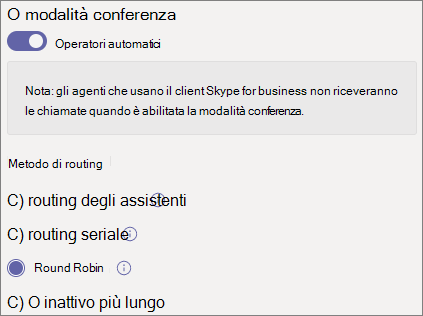 O modalità conferenza
Operatori automatici
Nota: gli agenti che usano il client Skype for business non riceveranno
le chiamate quando è abilitata la modalità conferenza.
Metodo di routing
C) routing degli assistenti
C) routing seriale
Round Robin
C) O inattivo più lungo